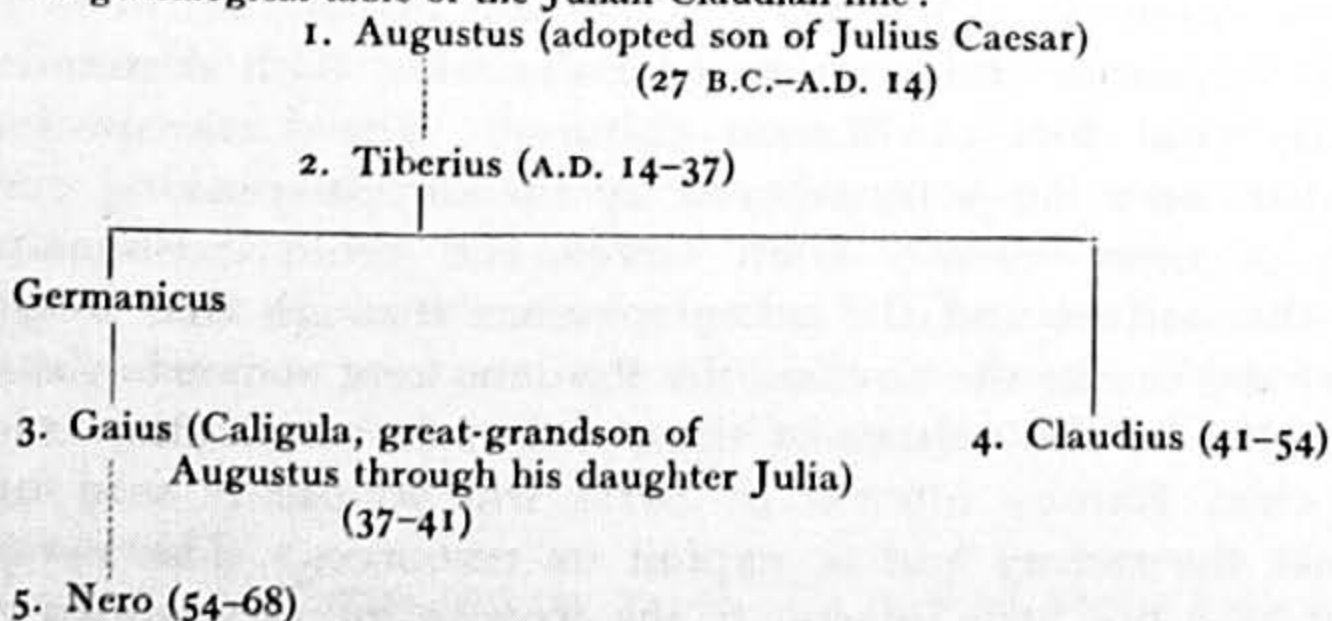 1. Augustus (adopted son of Julius Caesar)
(27 B.C.–A.D. 14)
2. Tiberius (A.D. 14–37)
Germanicus
3. Gaius (Caligula, great-grandson of
Augustus through his daughter Julia)
(37–41)
4. Claudius (41–54)
5. Nero (54–68)